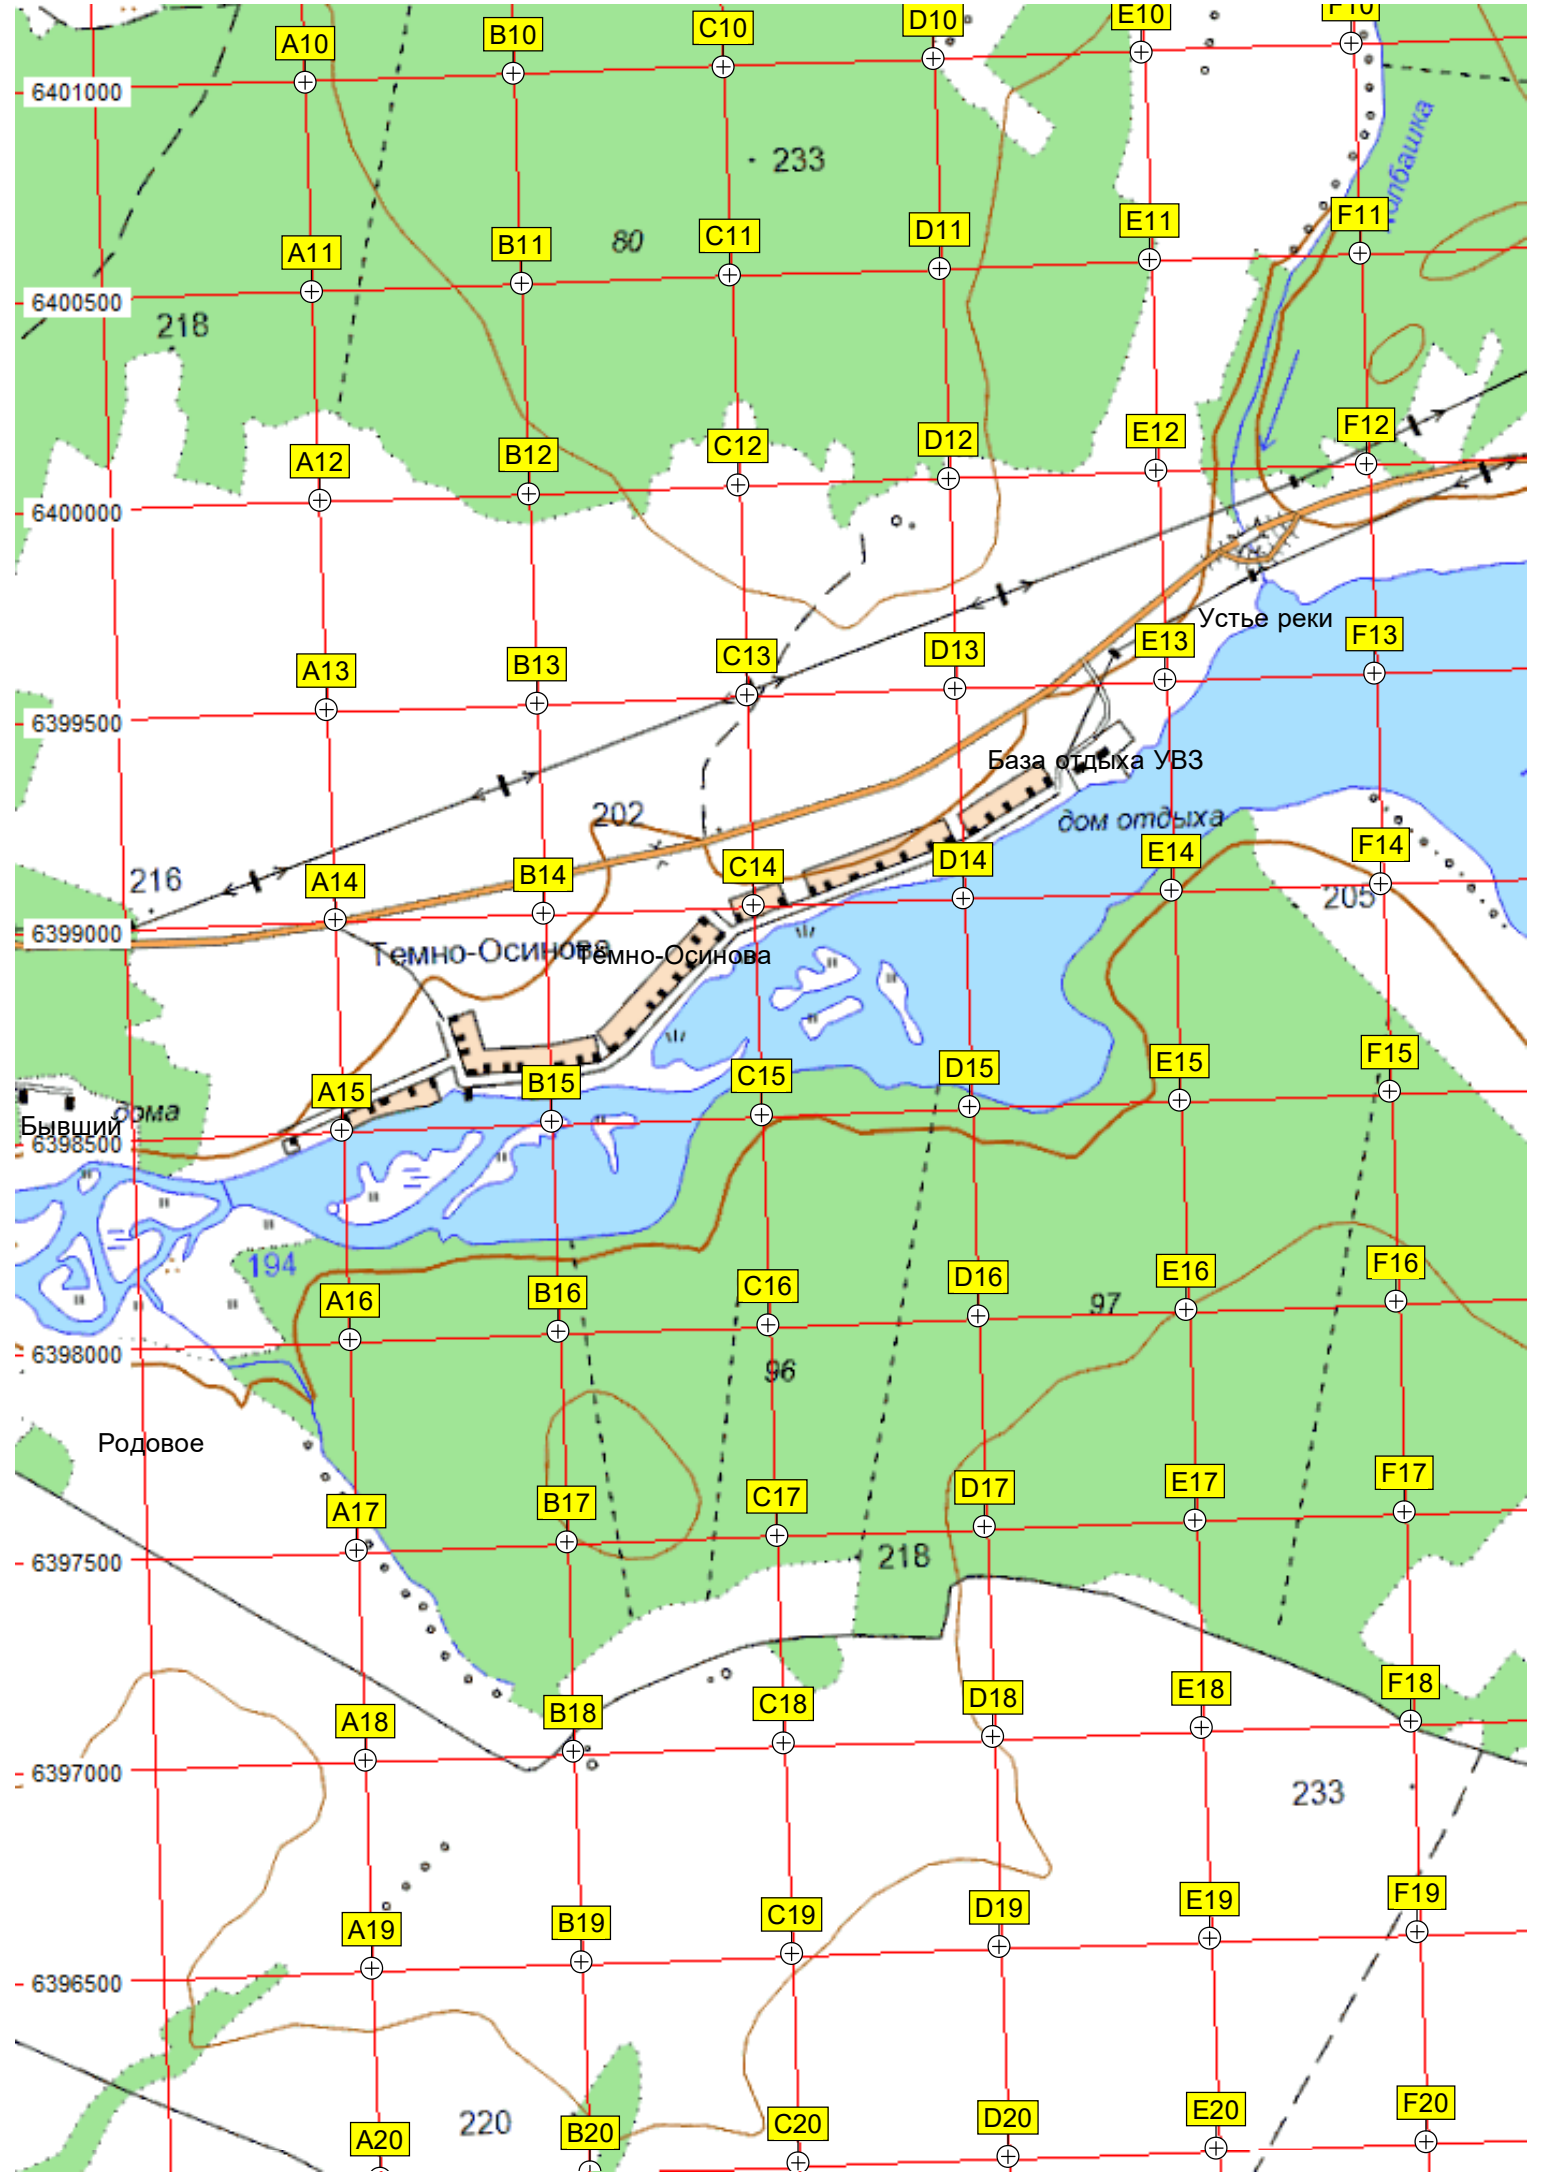 A10 B10 C10 D10 E10 F10
6401000
233
80
A11 B11 C11 D11 E11 F11
6400500
218
A12 B12 C12 D12 E12 F12
6400000
Устье реки
A13 B13 C13 D13 E13 F13
6399500
База отдыха УВЗ
202
дом отдыха
216
A14 B14 C14 D14 E14 F14
205
6399000
Темно-Осинова
Тёмно-Осинова
A15 B15 C15 D15 E15 F15
дома
Бывший
6398500
194
A16 B16 C16 D16 E16 F16
97
6398000
96
Родовое
A17 B17 C17 D17 E17 F17
6397500
218
A18 B18 C18 D18 E18 F18
6397000
233
A19 B19 C19 D19 E19 F19
6396500
220
A20 B20 C20 D20 E20 F20